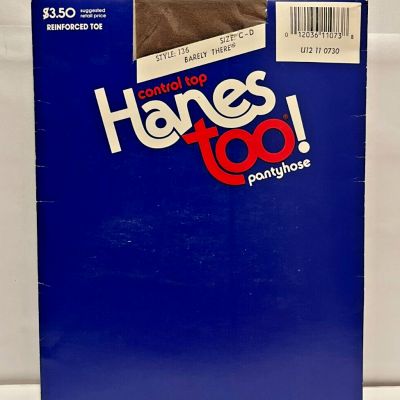 $3.50 suggested retail price
REINFORCED TOE
STYLE: 136 SIZE: C-D
BARELY THERE®
0 12036 11073 8
U12 11 0730
control top
Hanes
too!®
pantyhose